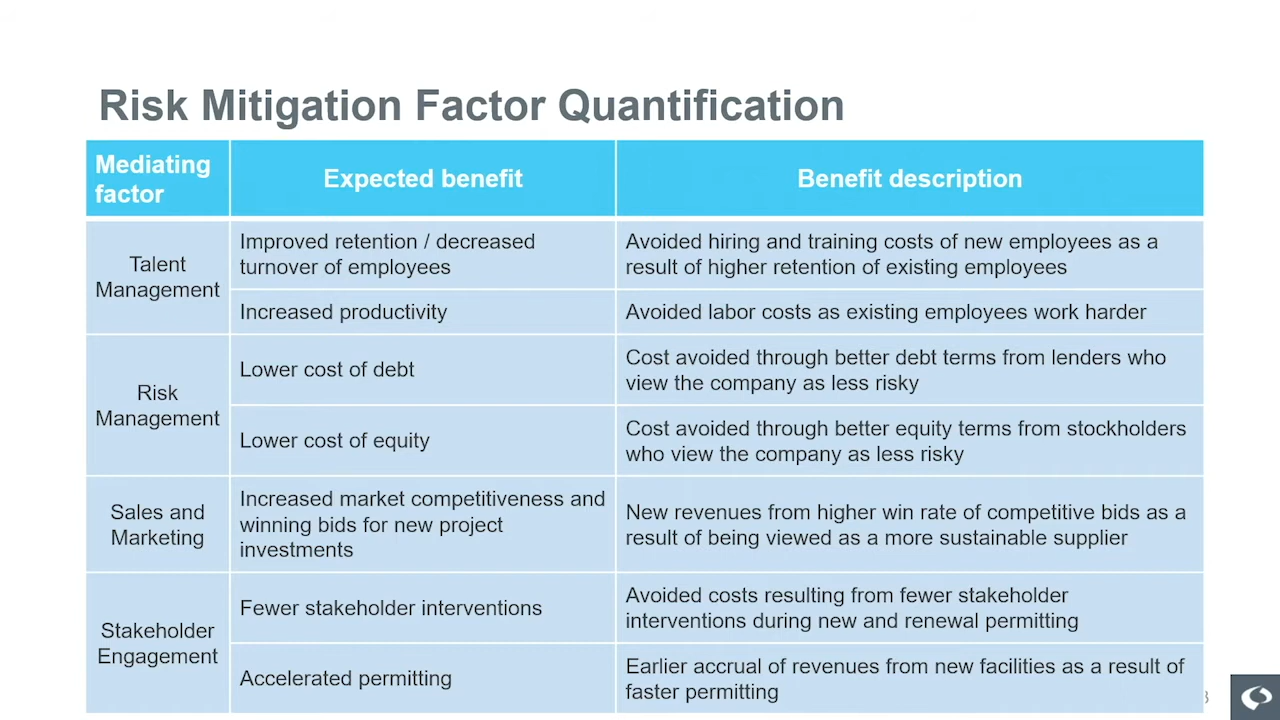 Risk Mitigation Factor Quantification
Mediating
factor
Expected benefit
Benefit description
Talent
Management
Improved retention / decreased
turnover of employees
Avoided hiring and training costs of new employees as a
result of higher retention of existing employees
Increased productivity
Avoided labor costs as existing employees work harder
Risk
Management
Lower cost of debt
Cost avoided through better debt terms from lenders who
view the company as less risky
Lower cost of equity
Cost avoided through better equity terms from stockholders
who view the company as less risky
Sales and
Marketing
Increased market competitiveness and
winning bids for new project
investments
New revenues from higher win rate of competitive bids as a
result of being viewed as a more sustainable supplier
Stakeholder
Engagement
Fewer stakeholder interventions
Avoided costs resulting from fewer stakeholder
interventions during new and renewal permitting
Accelerated permitting
Earlier accrual of revenues from new facilities as a result of
faster permitting